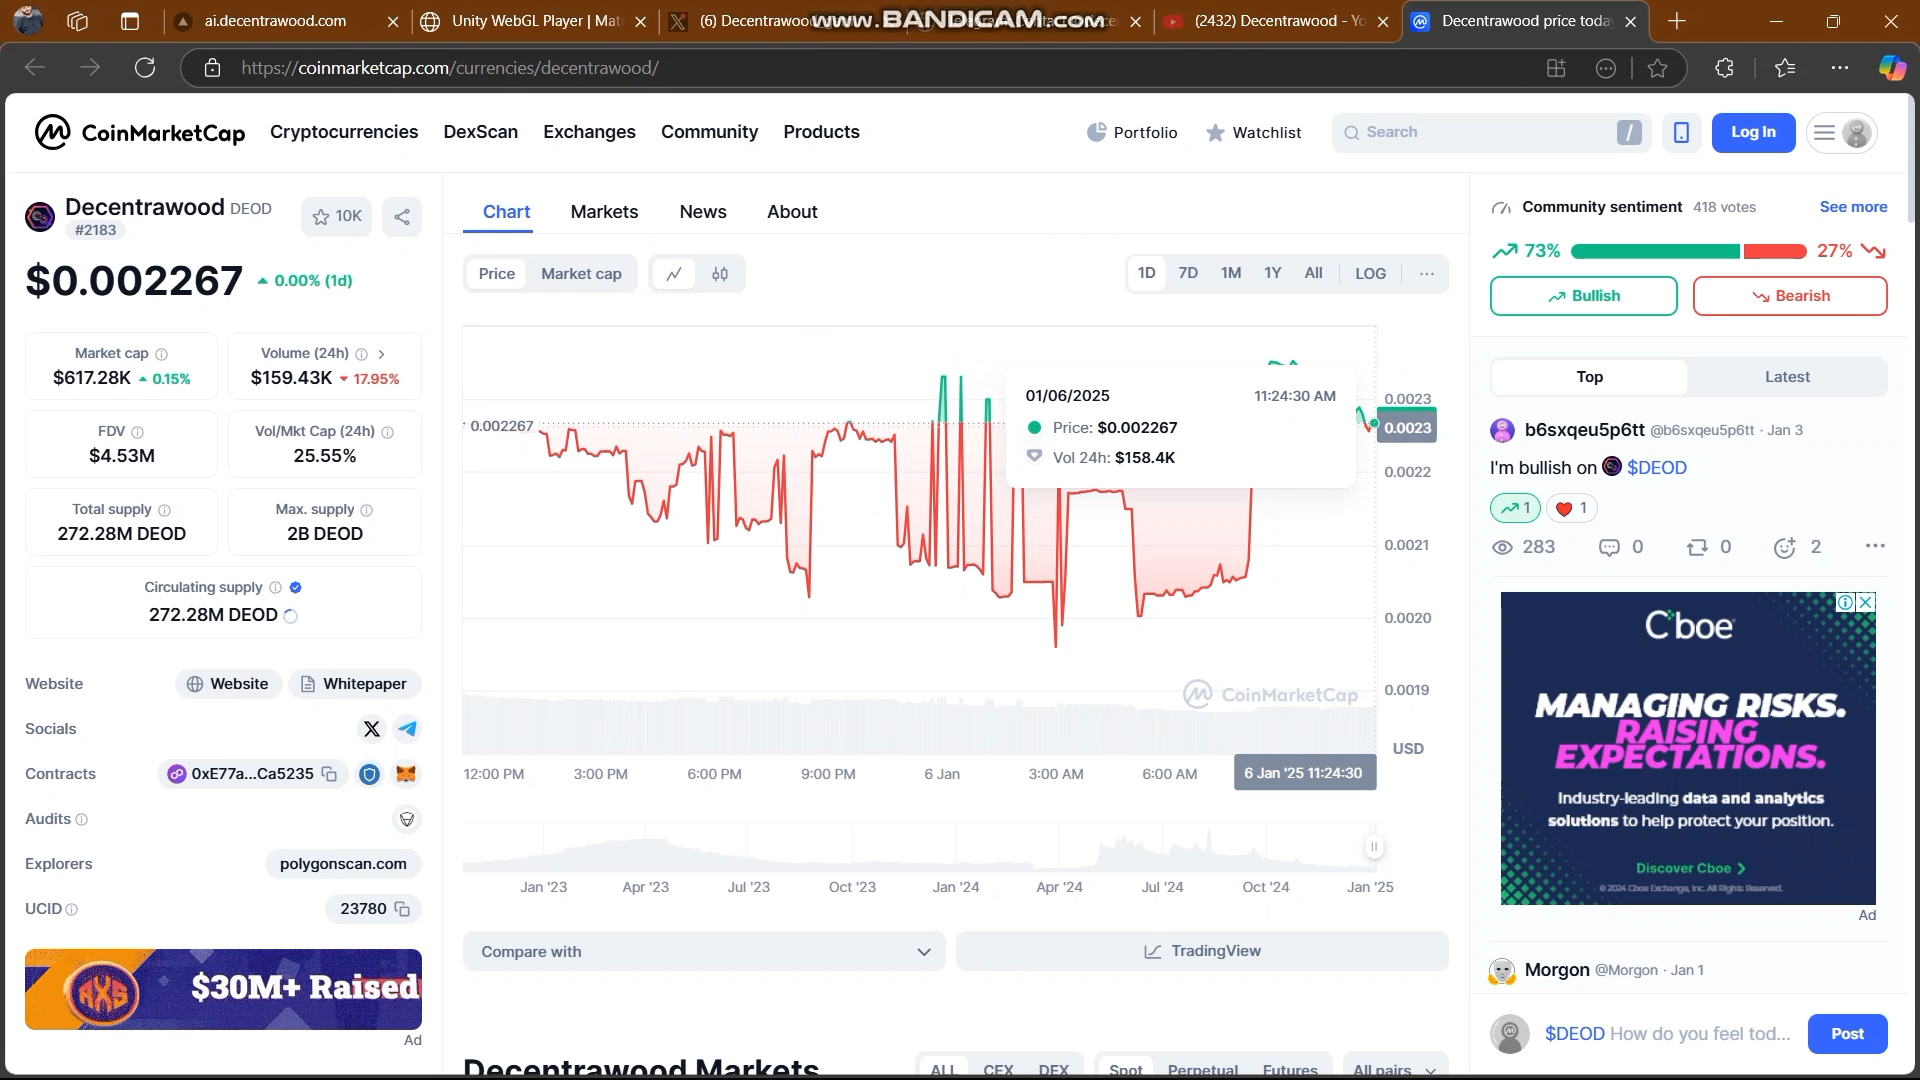 ai.decentrawood.com
Unity WebGL Player | Mat
(6) Decentrawood
www.BANDICAM.com
(2432) Decentrawood - Yo
Decentrawood price toda
https://coinmarketcap.com/currencies/decentrawood/
CoinMarketCap
Cryptocurrencies
DexScan
Exchanges
Community
Products
Portfolio
Watchlist
Search
/
Log In
Decentrawood DEOD
#2183
10K
$0.002267
0.00% (1d)
Market cap
$617.28K 0.15%
Volume (24h)
$159.43K 17.95%
FDV
$4.53M
Vol/Mkt Cap (24h)
25.55%
Total supply
272.28M DEOD
Max. supply
2B DEOD
Circulating supply
272.28M DEOD
Website
Website
Whitepaper
Socials
Contracts
0xE77a...Ca5235
Audits
Explorers
polygonscan.com
UCID
23780
RXS
$30M+ Raised
Ad
Chart
Markets
News
About
Price
Market cap
1D
7D
1M
1Y
All
LOG
0.002267
01/06/2025
11:24:30 AM
Price: $0.002267
Vol 24h: $158.4K
0.0023
0.0023
0.0022
0.0021
0.0020
0.0019
USD
CoinMarketCap
12:00 PM
3:00 PM
6:00 PM
9:00 PM
6 Jan
3:00 AM
6:00 AM
6 Jan '25 11:24:30
Jan '23
Apr '23
Jul '23
Oct '23
Jan '24
Apr '24
Jul '24
Oct '24
Jan '25
Compare with
TradingView
Decentrawood Markets
ALL
CEX
DEX
Spot
Perpetual
Futures
All pairs
Community sentiment 418 votes
See more
73%
27%
Bullish
Bearish
Top
Latest
b6sxqeu5p6tt @b6sxqeu5p6tt · Jan 3
I'm bullish on $DEOD
1
1
283
0
0
2
Cboe
MANAGING RISKS.
RAISING
EXPECTATIONS.
Industry-leading data and analytics
solutions to help protect your position.
Discover Cboe
© 2024 Cboe Exchange, Inc. All Rights Reserved.
Ad
Morgon @Morgon · Jan 1
$DEOD How do you feel tod...
Post